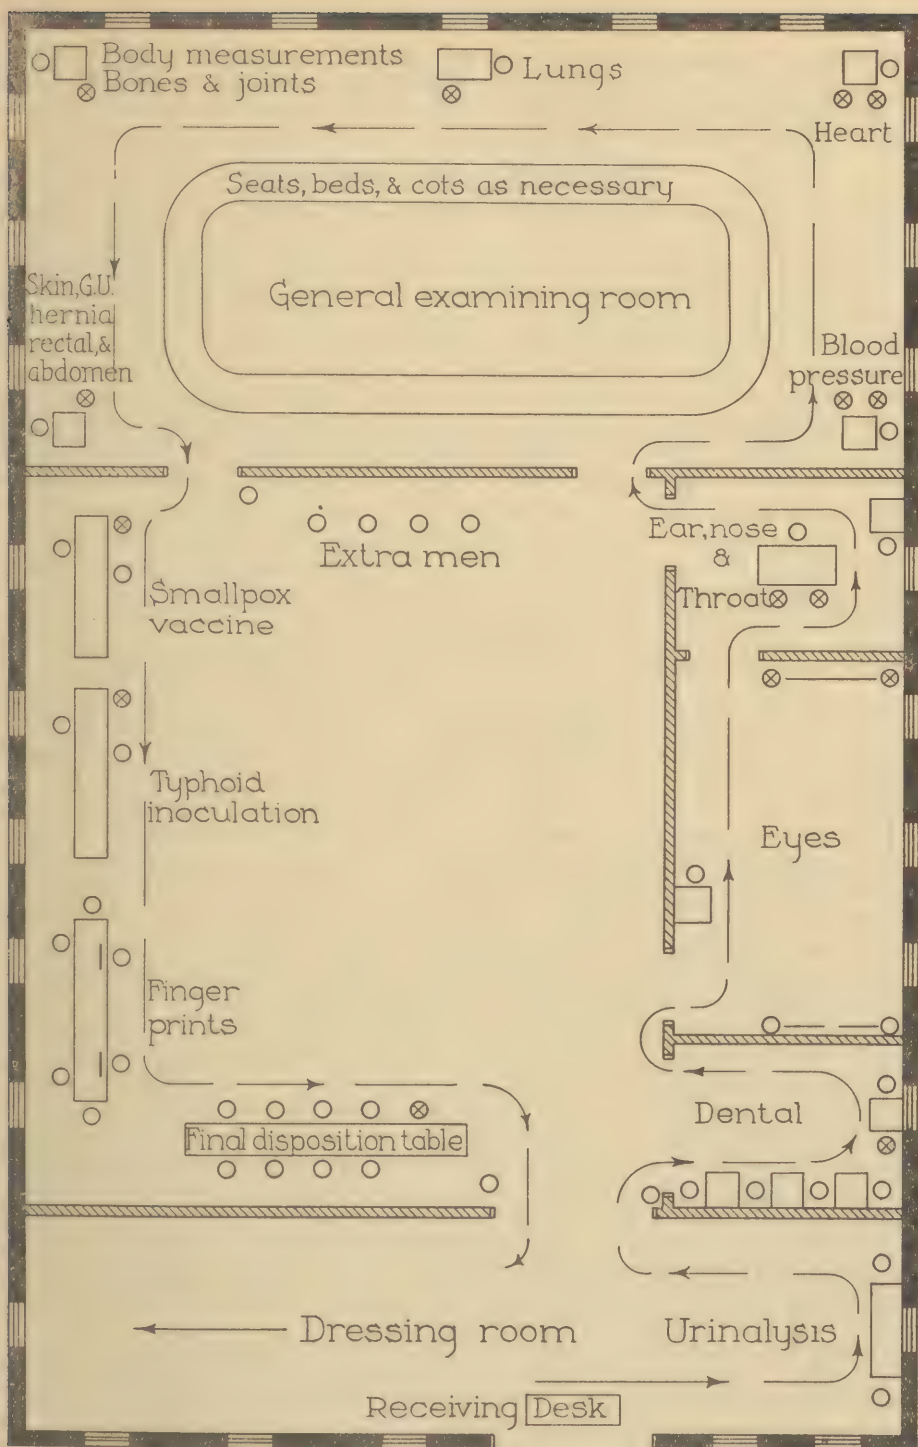 Body measurements
Bones & joints
Lungs
Heart
Seats, beds, & cots as necessary
General examining room
Skin, G.U.
hernia
rectal, &
abdomen
Blood
pressure
Extra men
Ear, nose
&
Throat
Smallpox
vaccine
Typhoid
inoculation
Eyes
Finger
prints
Dental
Final disposition table
Dressing room
Urinalysis
Receiving Desk